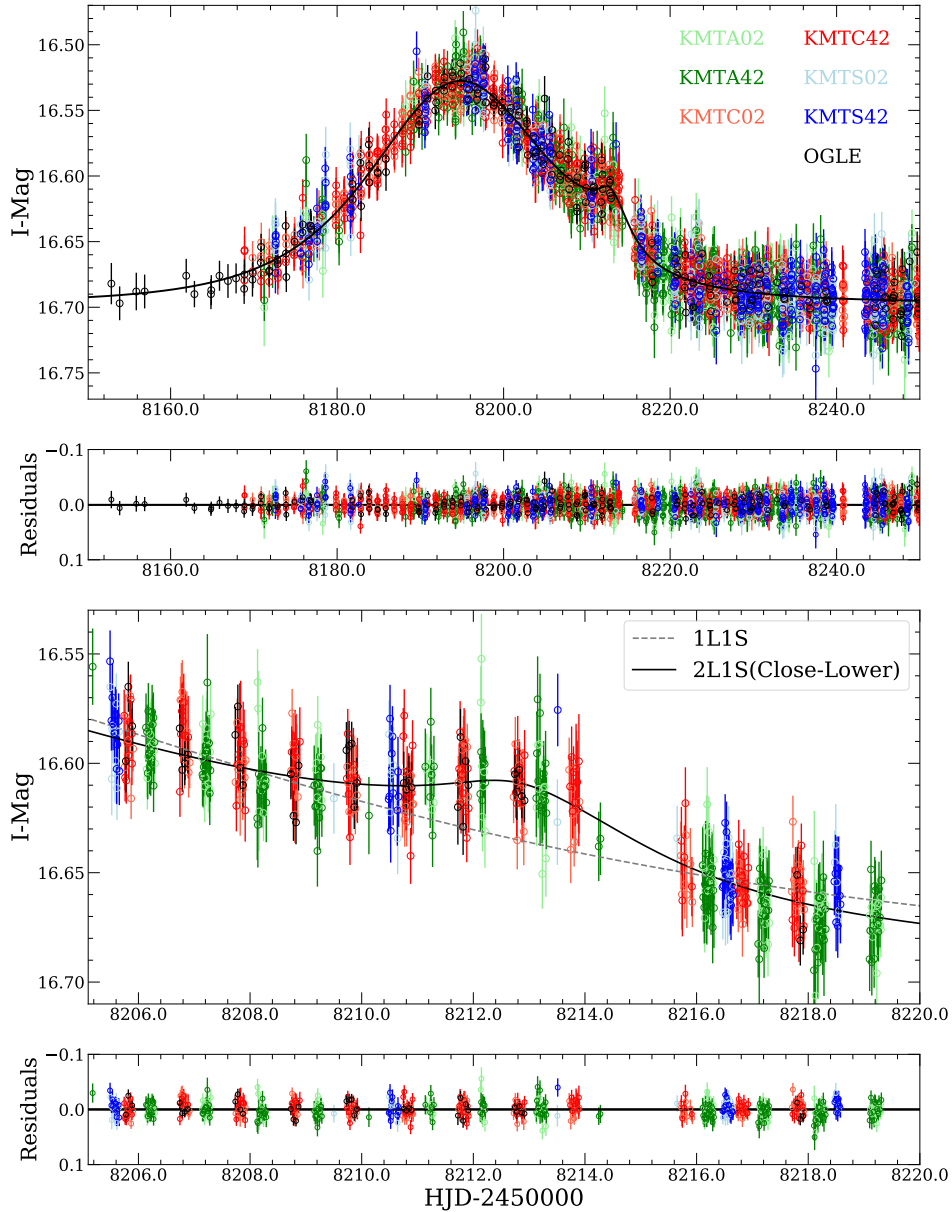 16.50
16.55
16.60
16.65
16.70
16.75
I-Mag
KMTA02 KMTC42
KMTA42 KMTS02
KMTC02 KMTS42
OGLE
8160.0 8180.0 8200.0 8220.0 8240.0
−0.1
0.0
0.1
Residuals
8160.0 8180.0 8200.0 8220.0 8240.0
16.55
16.60
16.65
16.70
I-Mag
1L1S
2L1S(Close-Lower)
8206.0 8208.0 8210.0 8212.0 8214.0 8216.0 8218.0 8220.0
−0.1
0.0
0.1
Residuals
8206.0 8208.0 8210.0 8212.0 8214.0 8216.0 8218.0 8220.0
HJD-2450000